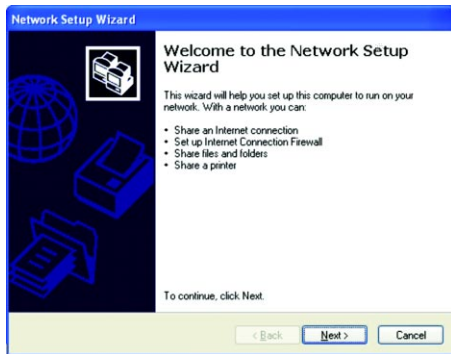 Network Setup Wizard
Welcome to the Network Setup
Wizard
This wizard will help you set up this computer to run on your
network. With a network you can:
• Share an Internet connection
• Set up Internet Connection Firewall
• Share files and folders
• Share a printer
To continue, click Next.
< Back
Next >
Cancel